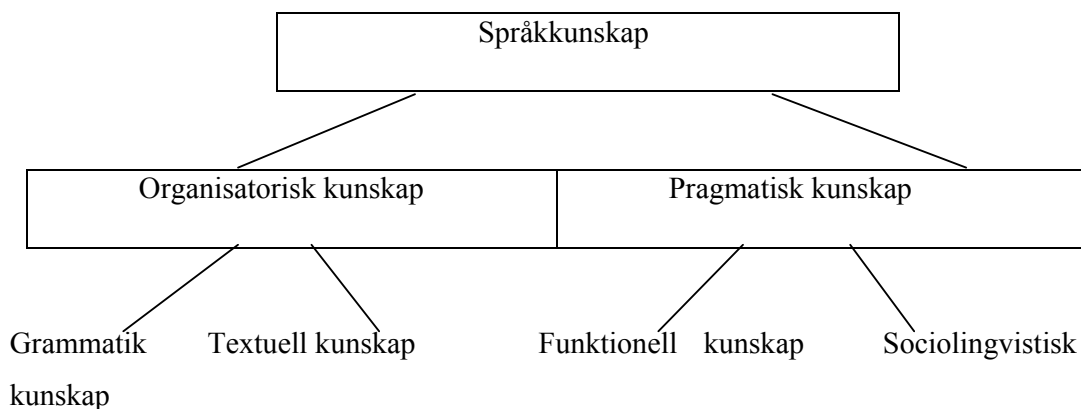 Språkkunskap
Organisatorisk kunskap Pragmatisk kunskap
Grammatik Textuell kunskap Funktionell kunskap Sociolingvistisk
kunskap